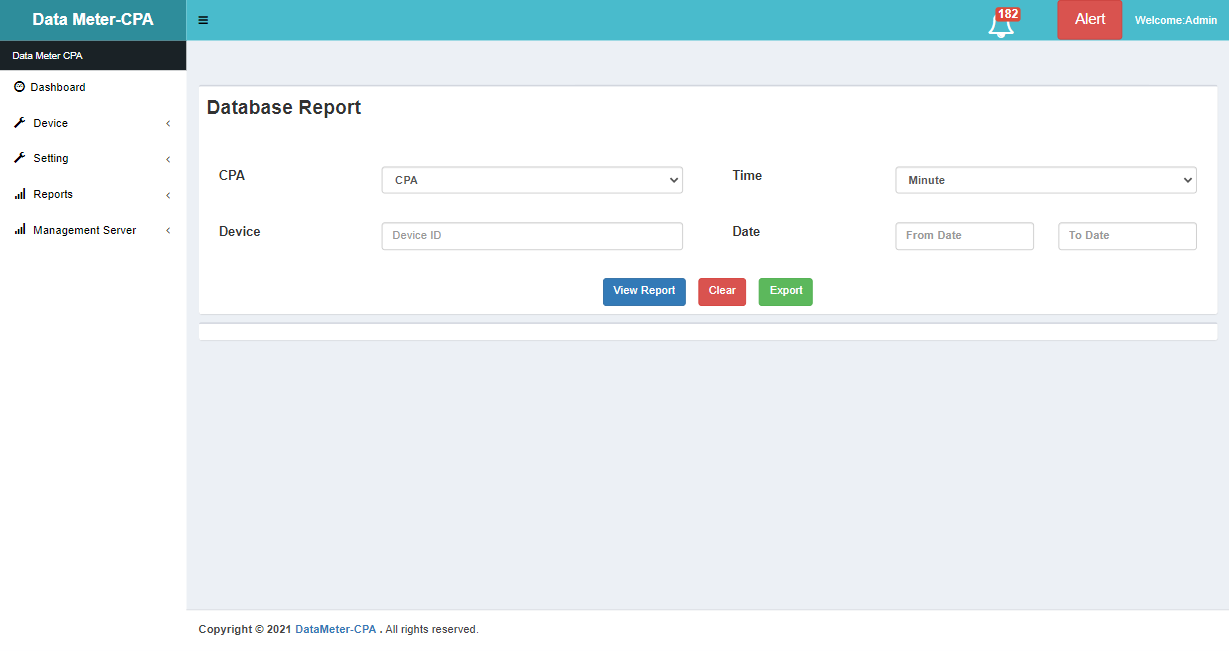 Data Meter-CPA
182
Alert
Welcome:Admin
Data Meter CPA
Dashboard
Device
Setting
Reports
Management Server
Database Report
CPA
CPA
Time
Minute
Device
Device ID
Date
From Date
To Date
View Report
Clear
Export
Copyright © 2021 DataMeter-CPA . All rights reserved.